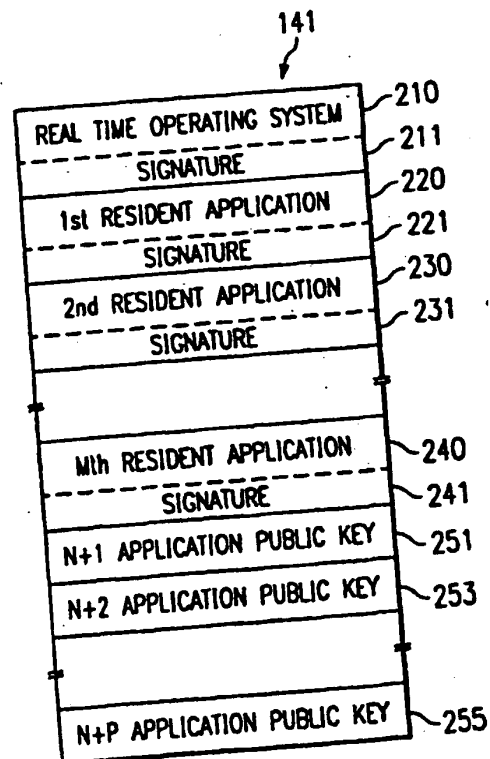 141
REAL TIME OPERATING SYSTEM 210
SIGNATURE 211
1st RESIDENT APPLICATION 220
SIGNATURE 221
2nd RESIDENT APPLICATION 230
SIGNATURE 231
Mth RESIDENT APPLICATION 240
SIGNATURE 241
N+1 APPLICATION PUBLIC KEY 251
N+2 APPLICATION PUBLIC KEY 253
N+P APPLICATION PUBLIC KEY 255